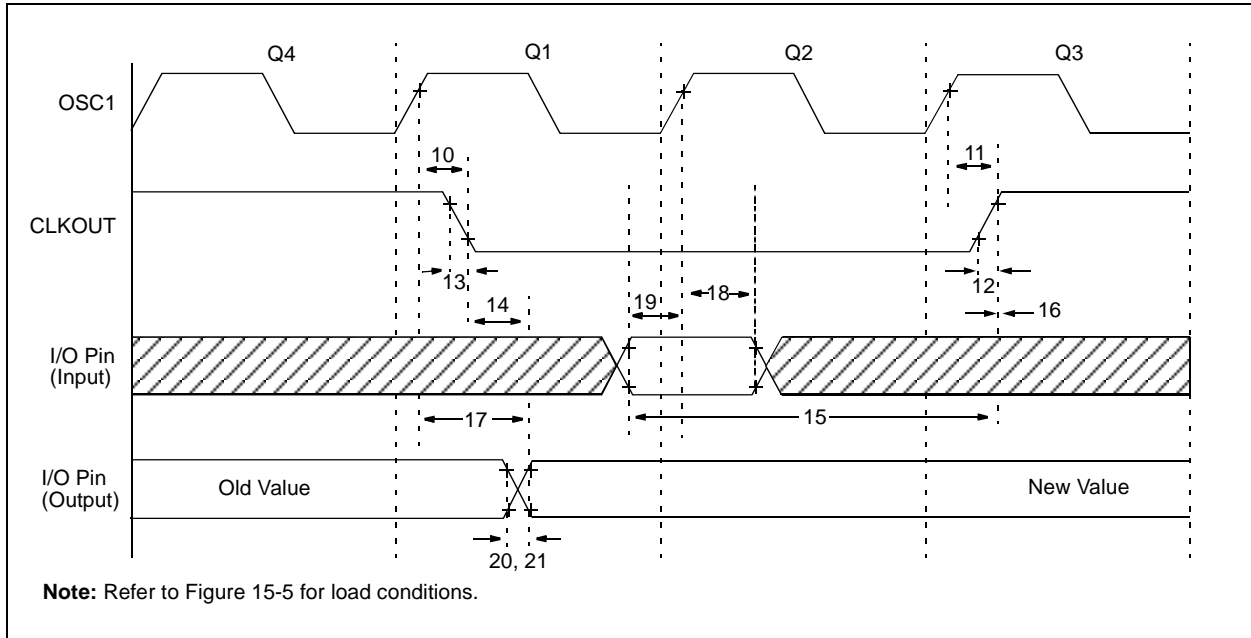 Q4 Q1 Q2 Q3
OSC1
10 11
CLKOUT
13 12
14 19 18 16
I/O Pin
(Input)
17 15
I/O Pin
(Output)
Old Value New Value
20, 21
Note: Refer to Figure 15-5 for load conditions.